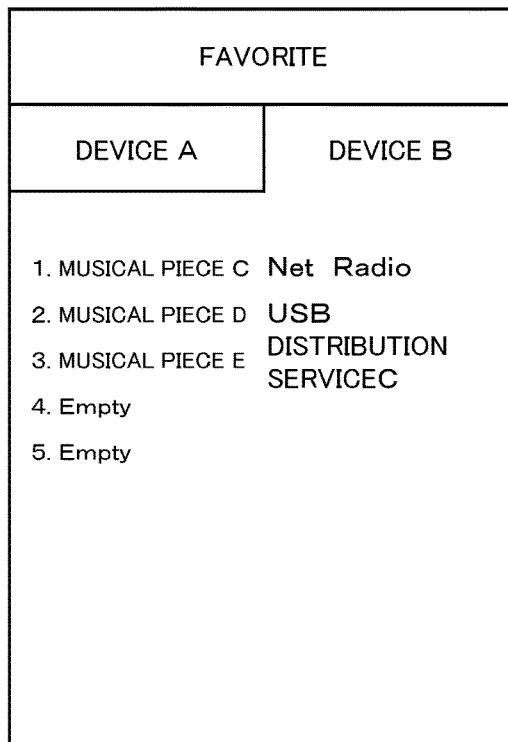 FAVORITE
DEVICE A DEVICE B
1. MUSICAL PIECE C Net Radio
2. MUSICAL PIECE D USB
3. MUSICAL PIECE E DISTRIBUTION
SERVICEC
4. Empty
5. Empty